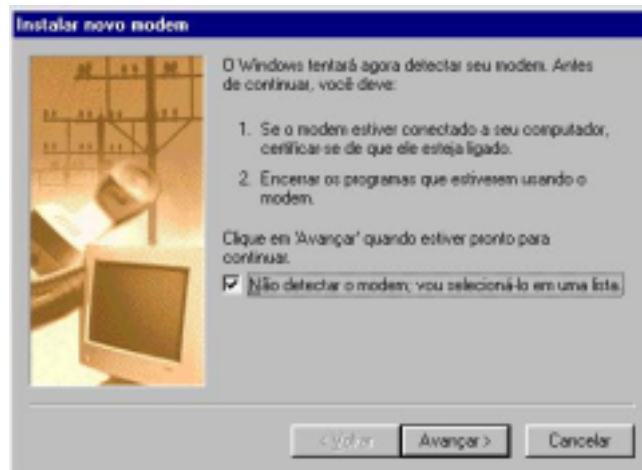 Instalar novo modem
O Windows tentará agora detectar seu modem. Antes
de continuar, você deve:
1. Se o modem estiver conectado a seu computador,
certificar-se de que ele esteja ligado.
2. Encerrar os programas que estiverem usando o
modem.
Clique em 'Avançar' quando estiver pronto para
continuar.
Não detectar o modem; vou selecioná-lo em uma lista.
< Voltar
Avançar >
Cancelar